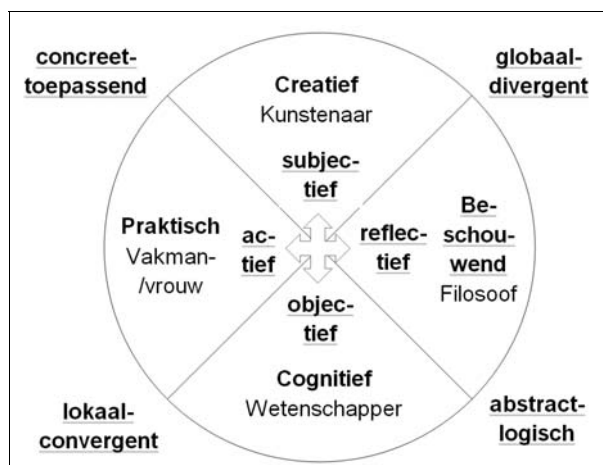 concreet-
toepassend
globaal-
divergent
Creatief
Kunstenaar
subjec-
tief
Praktisch
Vakman-
/vrouw
ac-
tief
reflec-
tief
Be-
schou-
wend
Filosoof
objec-
tief
Cognitief
Wetenschapper
lokaal-
convergent
abstract-
logisch